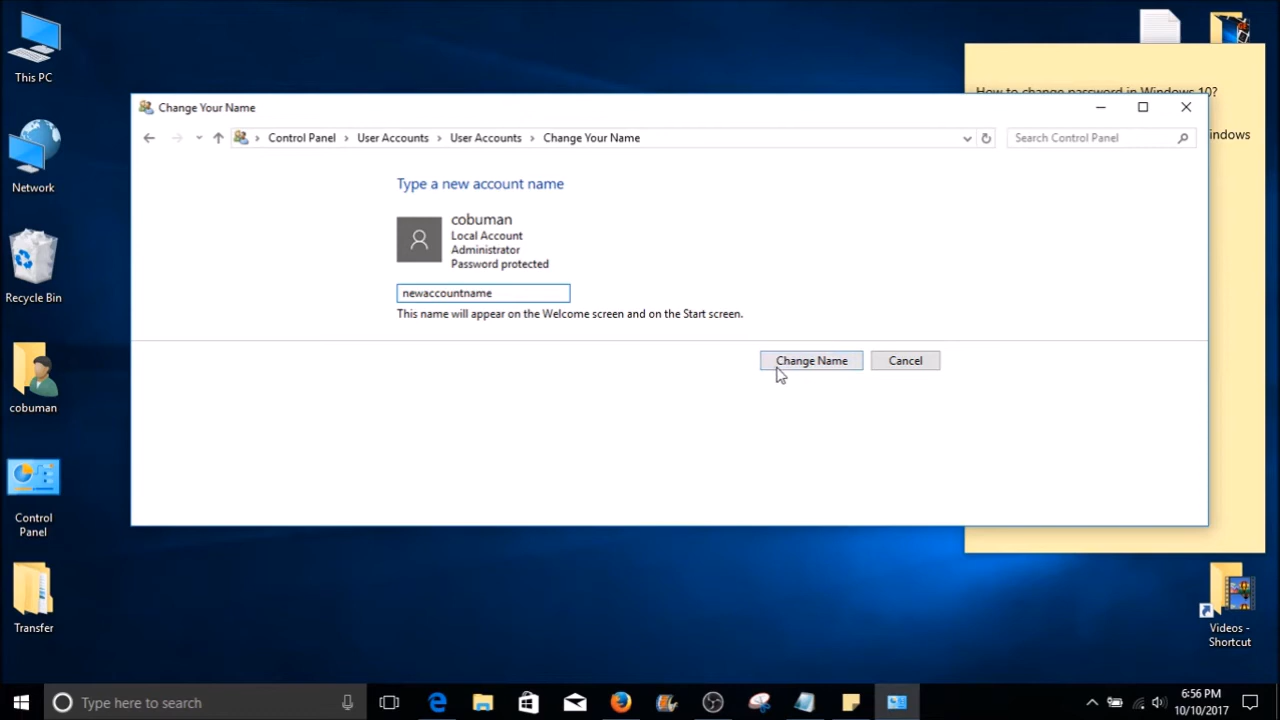 This PC
Network
Recycle Bin
cobuman
Control
Panel
Transfer
How to change password in Windows 10?
indows
Change Your Name
Control Panel > User Accounts > User Accounts > Change Your Name
Search Control Panel
Type a new account name
cobuman
Local Account
Administrator
Password protected
newaccountname
This name will appear on the Welcome screen and on the Start screen.
Change Name
Cancel
Videos -
Shortcut
Type here to search
6:56 PM
10/10/2017